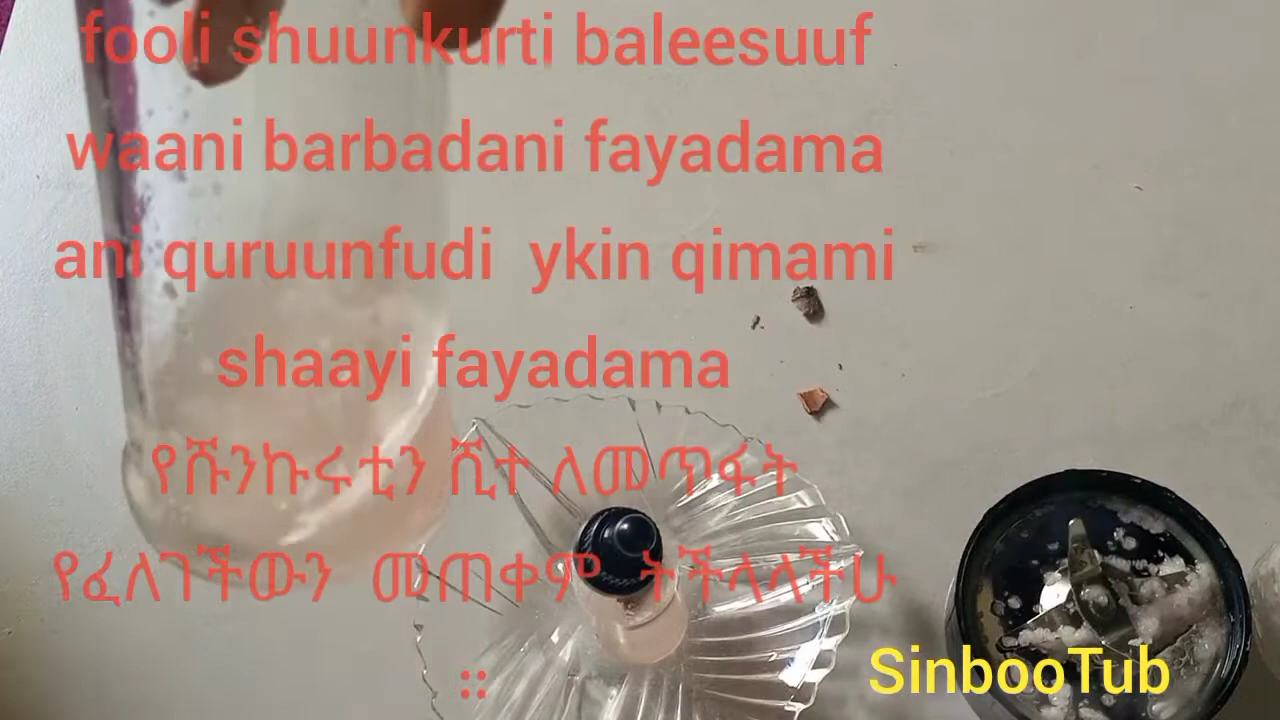 fooli shuunkurti baleesuuf
waani barbadani fayadama
ani quruunfudi ykin qimami
shaayi fayadama
የሹንኩሩቲን ሺተ ለመጥፋት
የፈለገችውን መጠቀም ትችላላችሁ
።
SinbooTub